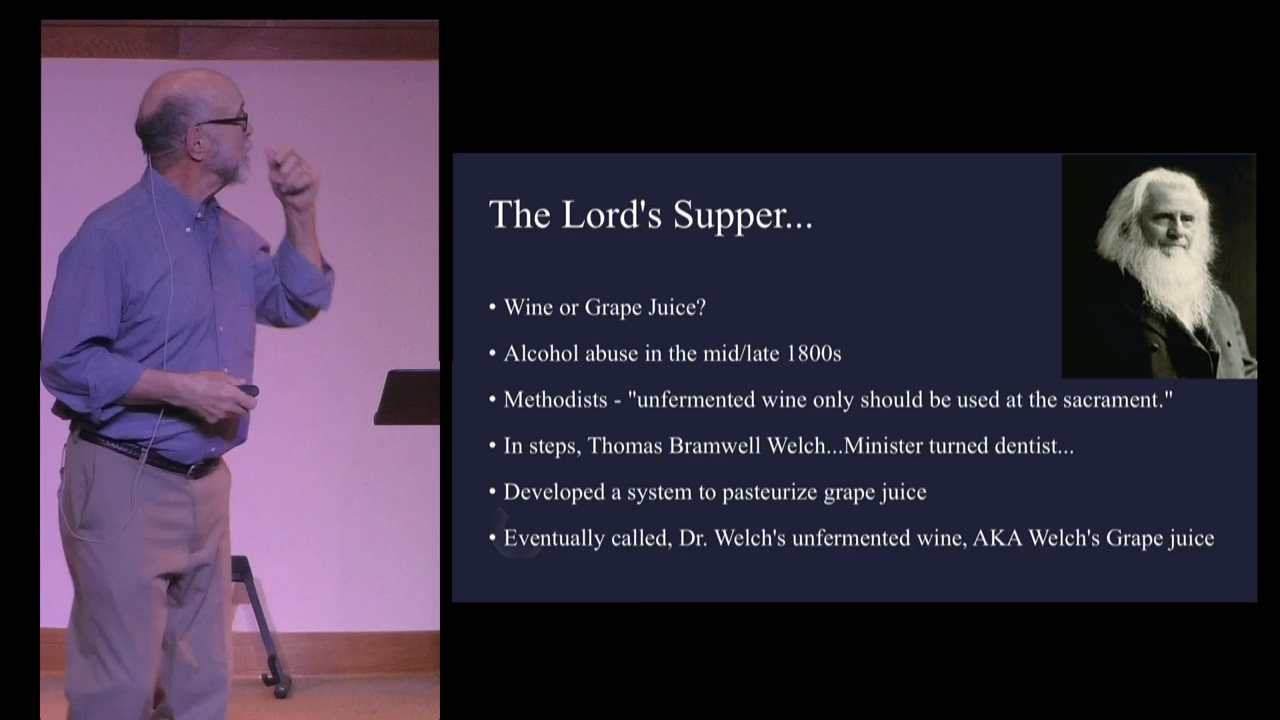 The Lord's Supper...
• Wine or Grape Juice?
• Alcohol abuse in the mid/late 1800s
• Methodists - "unfermented wine only should be used at the sacrament."
• In steps, Thomas Bramwell Welch...Minister turned dentist...
• Developed a system to pasteurize grape juice
• Eventually called, Dr. Welch's unfermented wine, AKA Welch's Grape juice